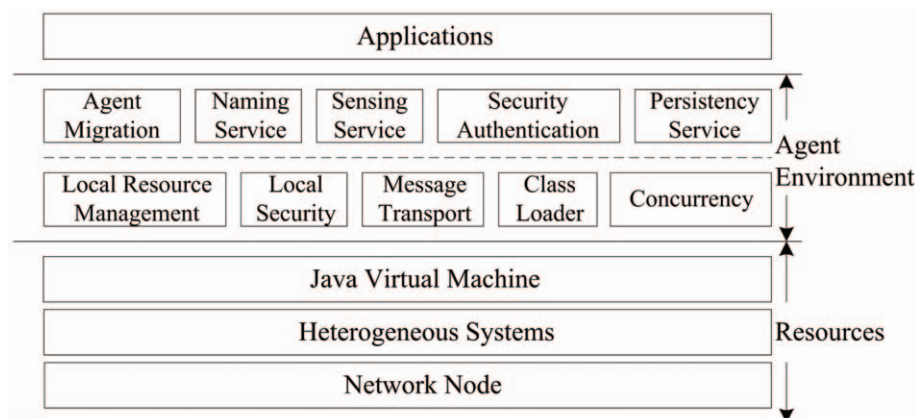 Applications
Agent
Migration
Naming
Service
Sensing
Service
Security
Authentication
Persistency
Service
Agent
Environment
Local Resource
Management
Local
Security
Message
Transport
Class
Loader
Concurrency
Java Virtual Machine
Heterogeneous Systems
Resources
Network Node